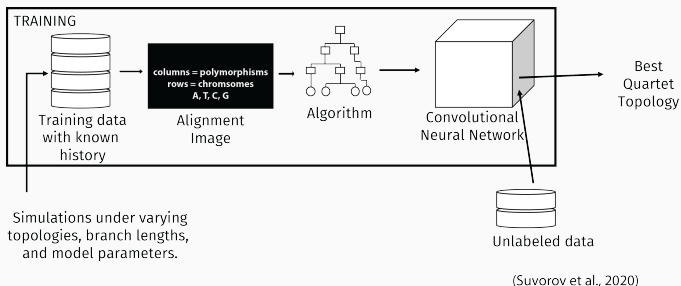 TRAINING
columns = polymorphisms
rows = chromsomes
A, T, C, G
Training data
with known
history
Alignment
Image
Algorithm
Convolutional
Neural Network
Best
Quartet
Topology
Simulations under varying
topologies, branch lengths,
and model parameters.
Unlabeled data
(Suvorov et al., 2020)